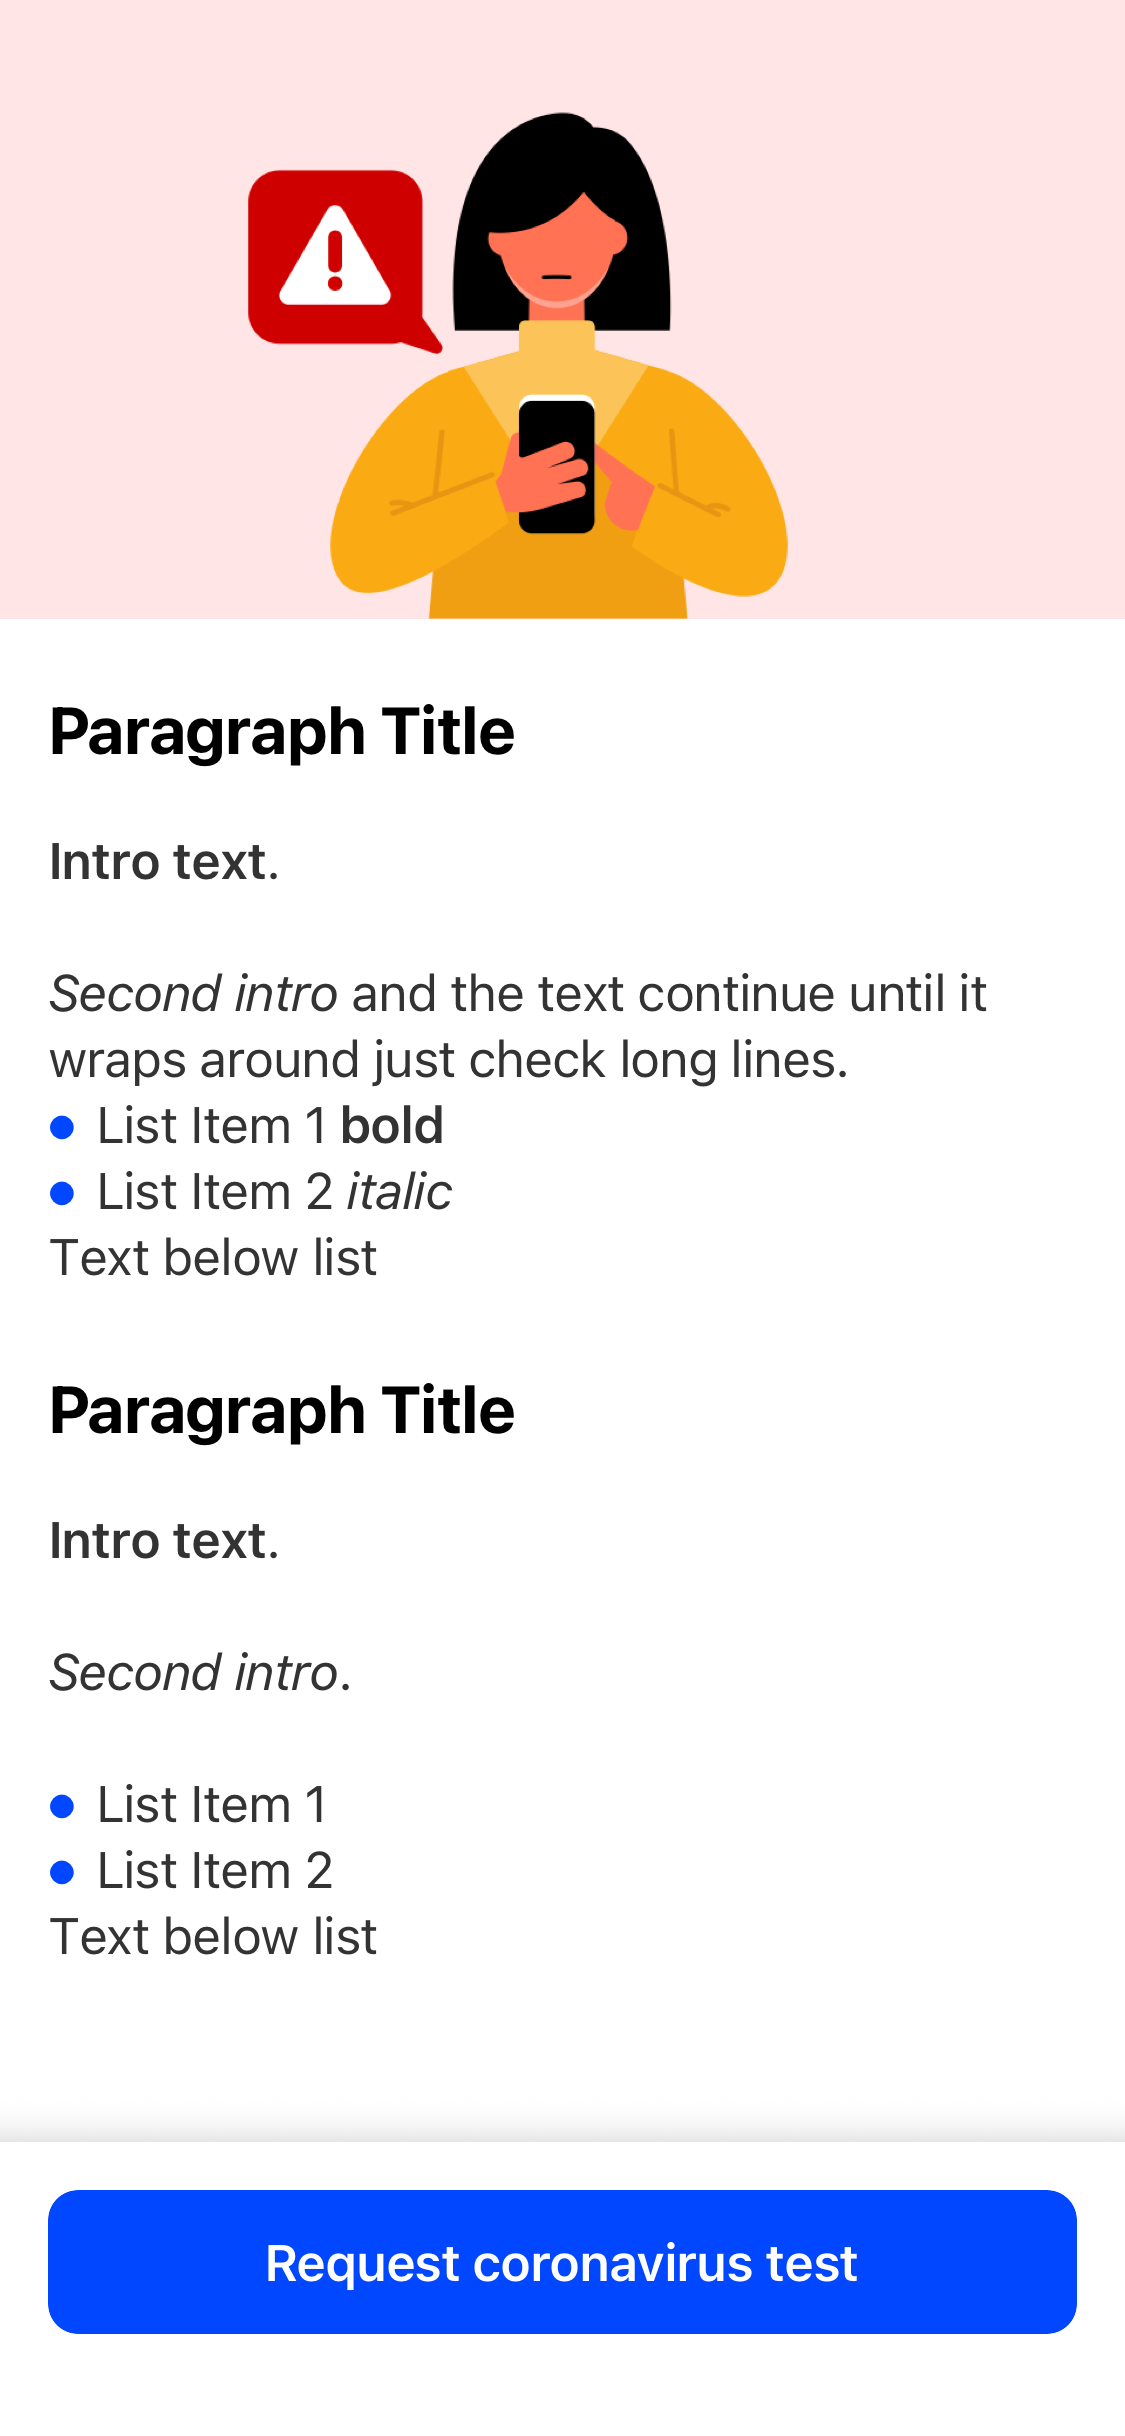 Paragraph Title
Intro text.
Second intro and the text continue until it
wraps around just check long lines.
● List Item 1 bold
● List Item 2 italic
Text below list
Paragraph Title
Intro text.
Second intro.
● List Item 1
● List Item 2
Text below list
Request coronavirus test